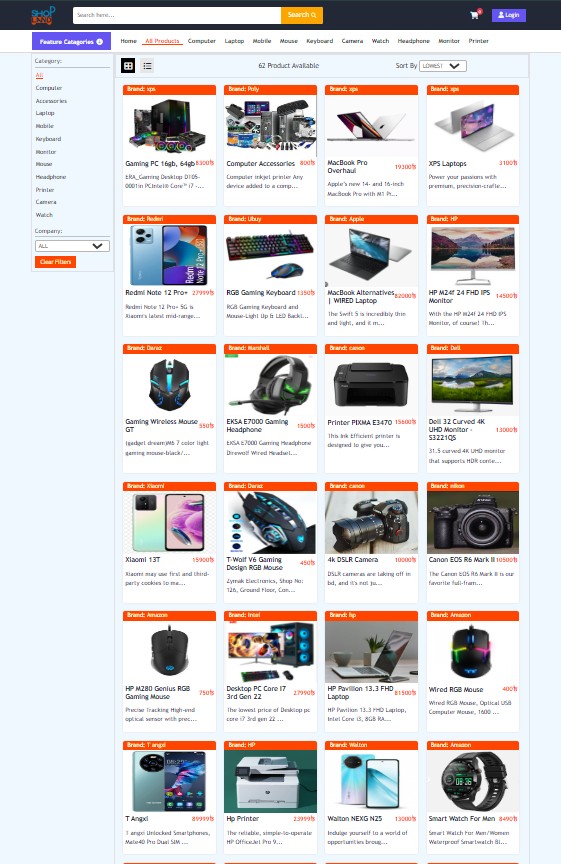 SHOP LAND
Search here...
Search
0
Login
Feature Categories
Home
All Products
Computer
Laptop
Mobile
Mouse
Keyboard
Camera
Watch
Headphone
Monitor
Printer
Category:
All
Computer
Accessories
Laptop
Mobile
Keyboard
Monitor
Mouse
Headphone
Printer
Camera
Watch
Company:
ALL
Clear Filters
62 Product Available
Sort By
LOWEST
Brand: xps
Gaming PC 16gb, 64gb
8300৳
ERA_Gaming Desktop D105-
0001in PCIntel® Core™ i7 -...
Brand: Poly
Computer Accessories
800৳
Computer inkjet printer Any
device added to a comp...
Brand: xps
MacBook Pro
Overhaul
19300৳
Apple's new 14- and 16-inch
MacBook Pro with M1 Pr...
Brand: xps
XPS Laptops
3100৳
Power your passions with
premium, precision-crafte...
Brand: Redmi
Redmi Note 12 Pro+
27999৳
Redmi Note 12 Pro+ 5G is
Xiaomi's latest mid-range...
Brand: Ubuy
RGB Gaming Keyboard
1350৳
RGB Gaming Keyboard and
Mouse-Light Up & LED Backl...
Brand: Apple
MacBook Alternatives
| WIRED Laptop
82000৳
The Swift 5 is incredibly thin
and light, and it m...
Brand: HP
HP M24f 24 FHD IPS
Monitor
14500৳
With the HP M24f 24 FHD IPS
Monitor, of course! Th...
Brand: Daraz
Gaming Wireless Mouse
GT
550৳
(gadget dream)M6 7 color light
gaming mouse-black/...
Brand: Marshall
EKSA E7000 Gaming
Headphone
1500৳
EKSA E7000 Gaming Headphone
Direwolf Wired Headset...
Brand: canon
Printer PIXMA E3470
15600৳
This Ink Efficient printer is
designed to give you...
Brand: Dell
Dell 32 Curved 4K
UHD Monitor -
S3221QS
13000৳
31.5 curved 4K UHD monitor
that supports HDR conte...
Brand: Xiaomi
Xiaomi 13T
15900৳
Xiaomi may use first and third-
party cookies to ma...
Brand: Daraz
T-Wolf V6 Gaming
Design RGB Mouse
450৳
Zymak Electronics, Shop No:
126, Ground Floor, Con...
Brand: canon
4k DSLR Camera
10000৳
DSLR cameras are taking off in
bd, and it's not ju...
Brand: nikon
Canon EOS R6 Mark II
10500৳
The Canon EOS R6 Mark II is our
favorite full-fram...
Brand: Amazon
HP M280 Genius RGB
Gaming Mouse
750৳
Precise Tracking High-end
optical sensor with prec...
Brand: Intel
Desktop PC Core I7
3rd Gen 22
27990৳
The lowest price of Desktop pc
core i7 3rd gen 22 ...
Brand: hp
HP Pavilion 13.3 FHD
Laptop
81500৳
HP Pavilion 13.3 FHD Laptop,
Intel Core i3, 8GB RA...
Brand: Amazon
Wired RGB Mouse
400৳
Wired RGB Mouse, Optical USB
Computer Mouse, 1600 ...
Brand: T angxl
T Angxl
89999৳
T angxl Unlocked Smartphones,
Mate40 Pro Dual SIM ...
Brand: HP
Hp Printer
23999৳
The reliable, simple-to-operate
HP OfficeJet Pro 9...
Brand: Walton
Walton NEXG N25
13000৳
Indulge yourself to a world of
opportunities broug...
Brand: Amazon
Smart Watch For Men
8490৳
Smart Watch For Men/Women
Waterproof Smartwatch Bl...